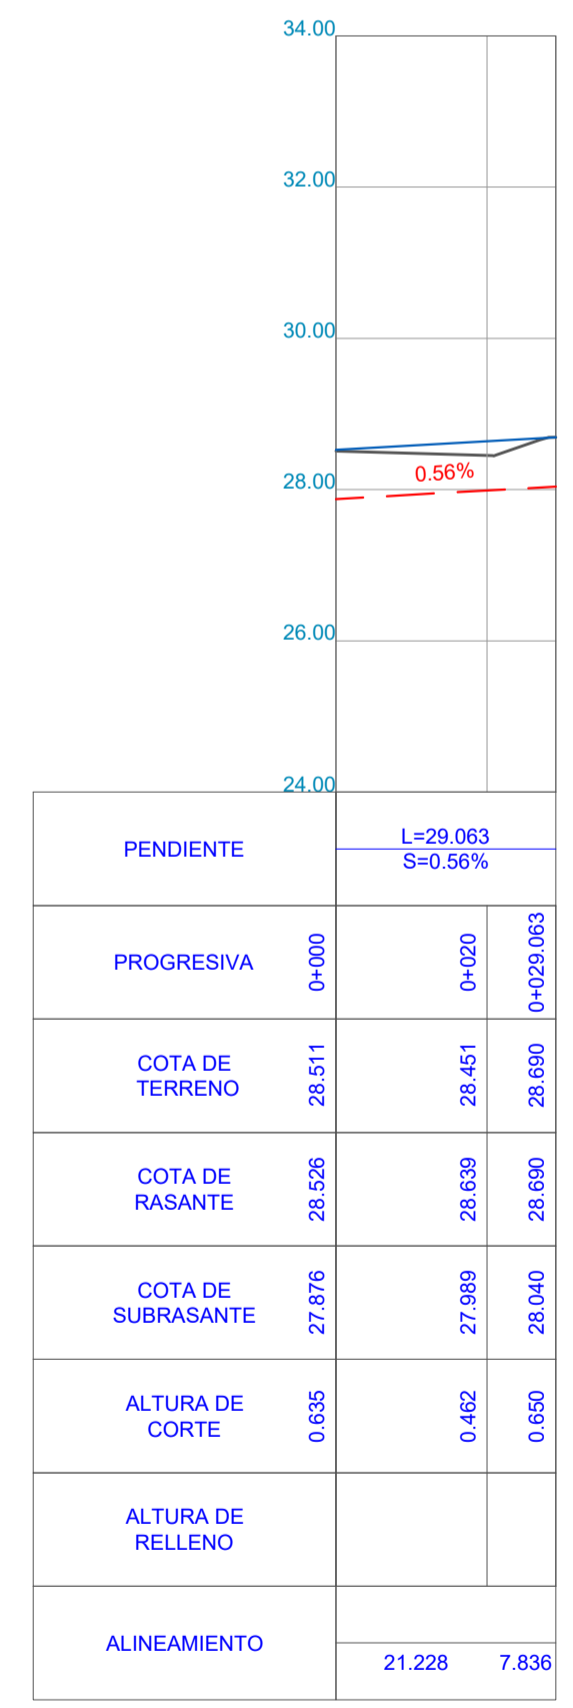 34.00
32.00
30.00
28.00
0.56%
26.00
24.00
PENDIENTE
L=29.063
S=0.56%
PROGRESIVA
0+000
0+020
0+029.063
COTA DE
TERRENO
28.511
28.451
28.690
COTA DE
RASANTE
28.526
28.639
28.690
COTA DE
SUBRASANTE
27.876
27.989
28.040
ALTURA DE
CORTE
0.635
0.462
0.650
ALTURA DE
RELLENO
ALINEAMIENTO
21.228
7.836